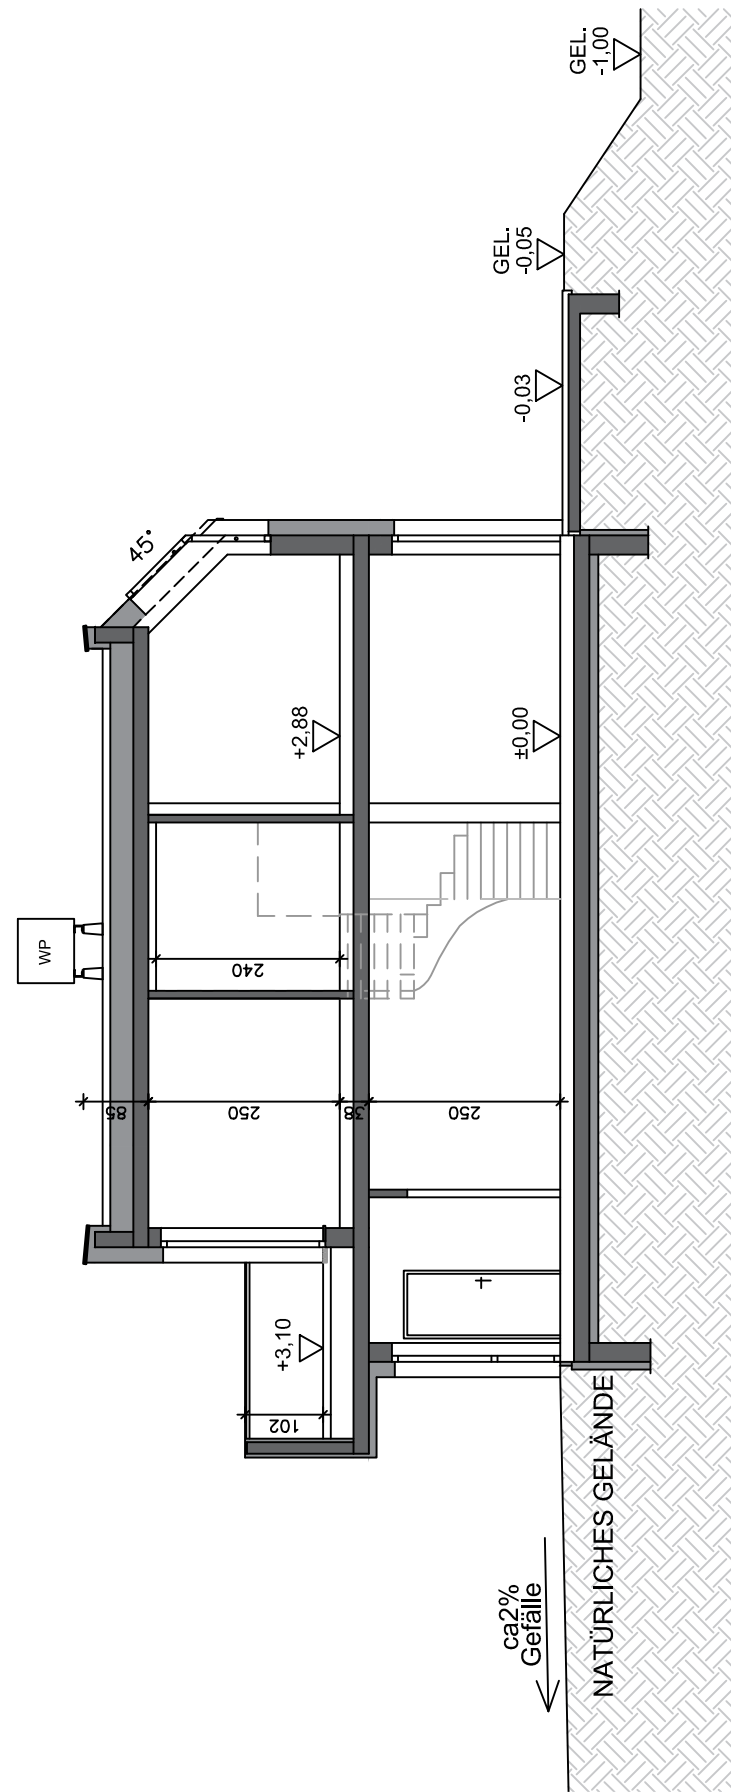 GEL.
-1,00
GEL.
-0,05
-0,03
45°
+2,88
±0,00
WP
240
85
250
38
250
+3,10
102
ca2%
Gefälle
NATÜRLICHES GELÄNDE